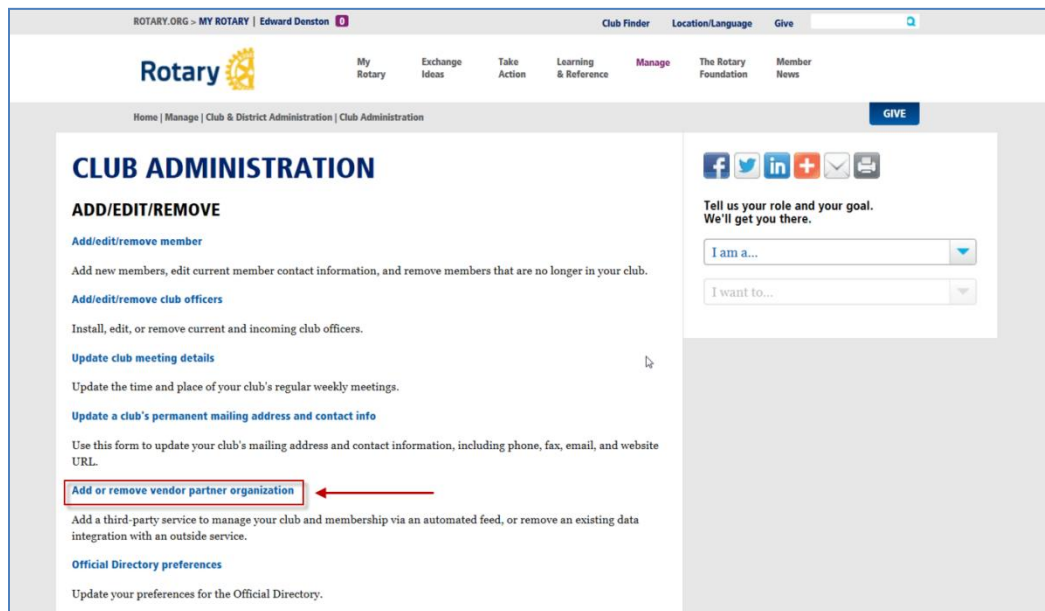 ROTARY.ORG > MY ROTARY | Edward Denston 0
Club Finder Location/Language Give
Rotary
My Rotary
Exchange Ideas
Take Action
Learning & Reference
Manage
The Rotary Foundation
Member News
Home | Manage | Club & District Administration | Club Administration
GIVE
CLUB ADMINISTRATION
ADD/EDIT/REMOVE
Add/edit/remove member
Add new members, edit current member contact information, and remove members that are no longer in your club.
Add/edit/remove club officers
Install, edit, or remove current and incoming club officers.
Update club meeting details
Update the time and place of your club's regular weekly meetings.
Update a club's permanent mailing address and contact info
Use this form to update your club's mailing address and contact information, including phone, fax, email, and website
URL.
Add or remove vendor partner organization
Add a third-party service to manage your club and membership via an automated feed, or remove an existing data
integration with an outside service.
Official Directory preferences
Update your preferences for the Official Directory.
f in +
Tell us your role and your goal.
We'll get you there.
I am a...
I want to...